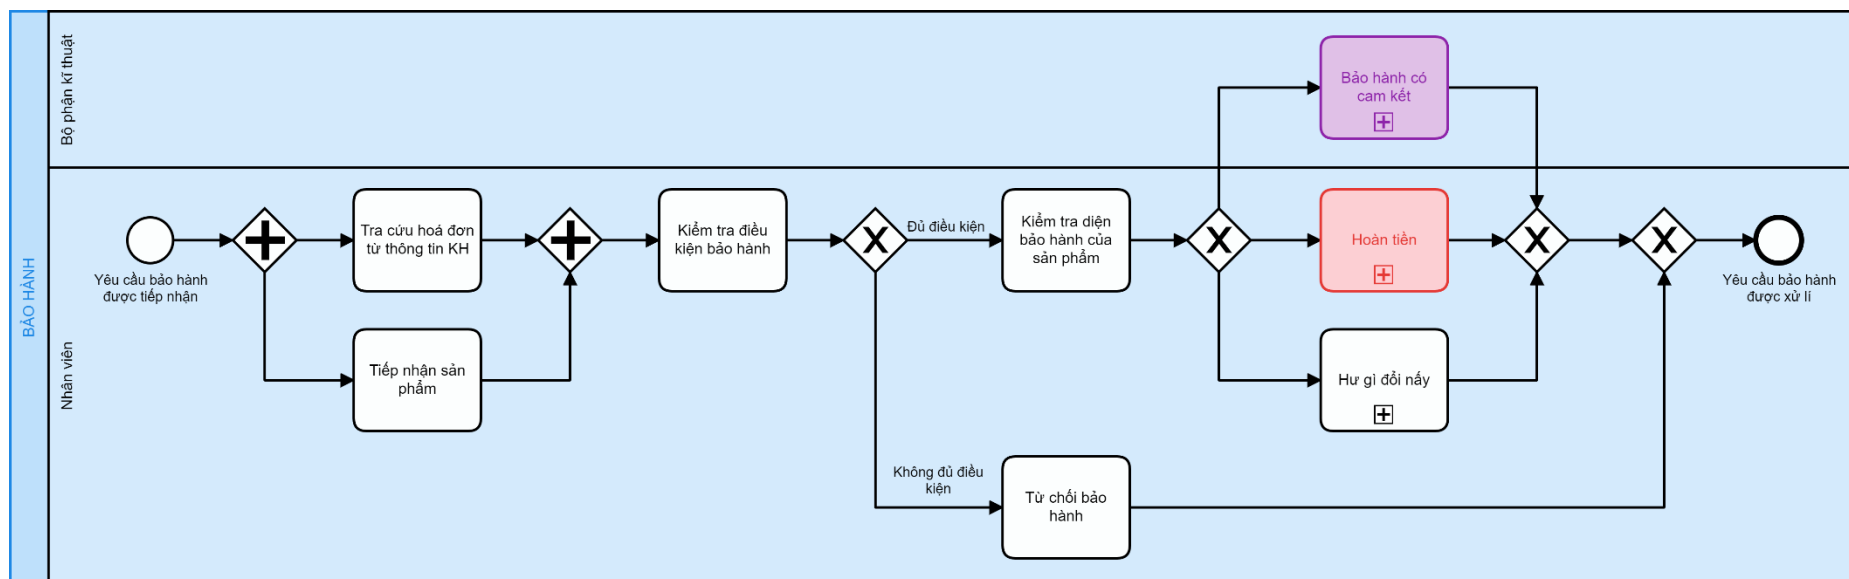 BẢO HÀNH
Bộ phận kĩ thuật
Nhân viên
Yêu cầu bảo hành
được tiếp nhận
Tra cứu hoá đơn
từ thông tin KH
Tiếp nhận sản
phẩm
Kiểm tra điều
kiện bảo hành
Đủ điều kiện
Không đủ điều
kiện
Kiểm tra diện
bảo hành của
sản phẩm
Từ chối bảo
hành
Bảo hành có
cam kết
Hoàn tiền
Hư gì đổi nấy
Yêu cầu bảo hành
được xử lí